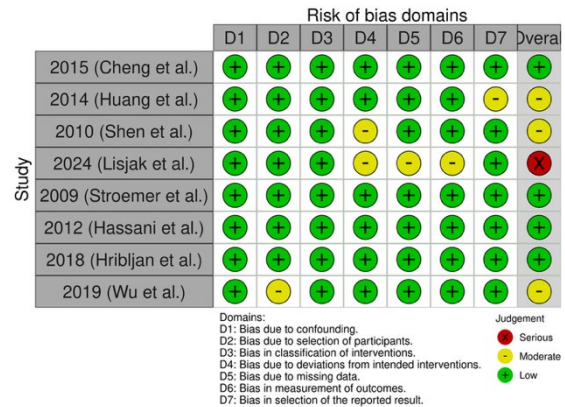 Risk of bias domains
D1 D2 D3 D4 D5 D6 D7 Overal
Study
2015 (Cheng et al.) + + + + + + + +
2014 (Huang et al.) + + + + + + - -
2010 (Shen et al.) + + + - + + + -
2024 (Lisjak et al.) + + + - - - + X
2009 (Stroemer et al.) + + + + + + + +
2012 (Hassani et al.) + + + + + + + +
2018 (Hribljan et al.) + + + + + + + +
2019 (Wu et al.) + - + + + + + -
Domains:
D1: Bias due to confounding.
D2: Bias due to selection of participants.
D3: Bias in classification of interventions.
D4: Bias due to deviations from intended interventions.
D5: Bias due to missing data.
D6: Bias in measurement of outcomes.
D7: Bias in selection of the reported result.
Judgement
X Serious
- Moderate
+ Low